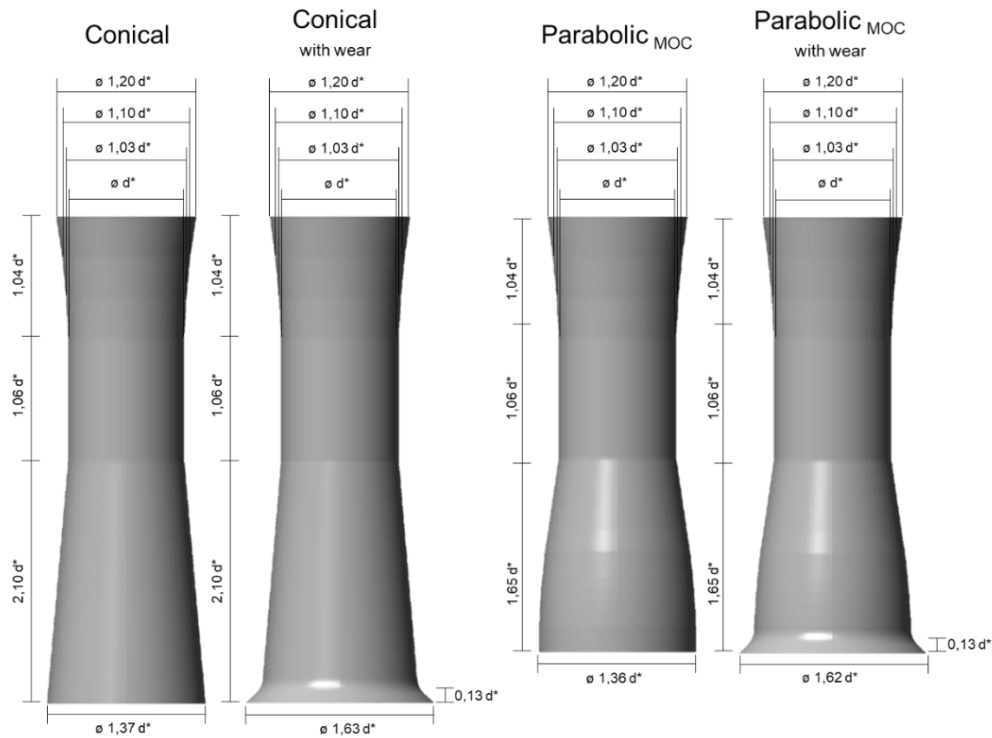 Conical
ø 1,20 d*
ø 1,10 d*
ø 1,03 d*
ø d*
1,04 d*
1,06 d*
2,10 d*
ø 1,37 d*
Conical
with wear
ø 1,20 d*
ø 1,10 d*
ø 1,03 d*
ø d*
1,04 d*
1,06 d*
2,10 d*
0,13 d*
ø 1,63 d*
Parabolic MOC
ø 1,20 d*
ø 1,10 d*
ø 1,03 d*
ø d*
1,04 d*
1,06 d*
1,65 d*
ø 1,36 d*
Parabolic MOC
with wear
ø 1,20 d*
ø 1,10 d*
ø 1,03 d*
ø d*
1,04 d*
1,06 d*
1,65 d*
0,13 d*
ø 1,62 d*